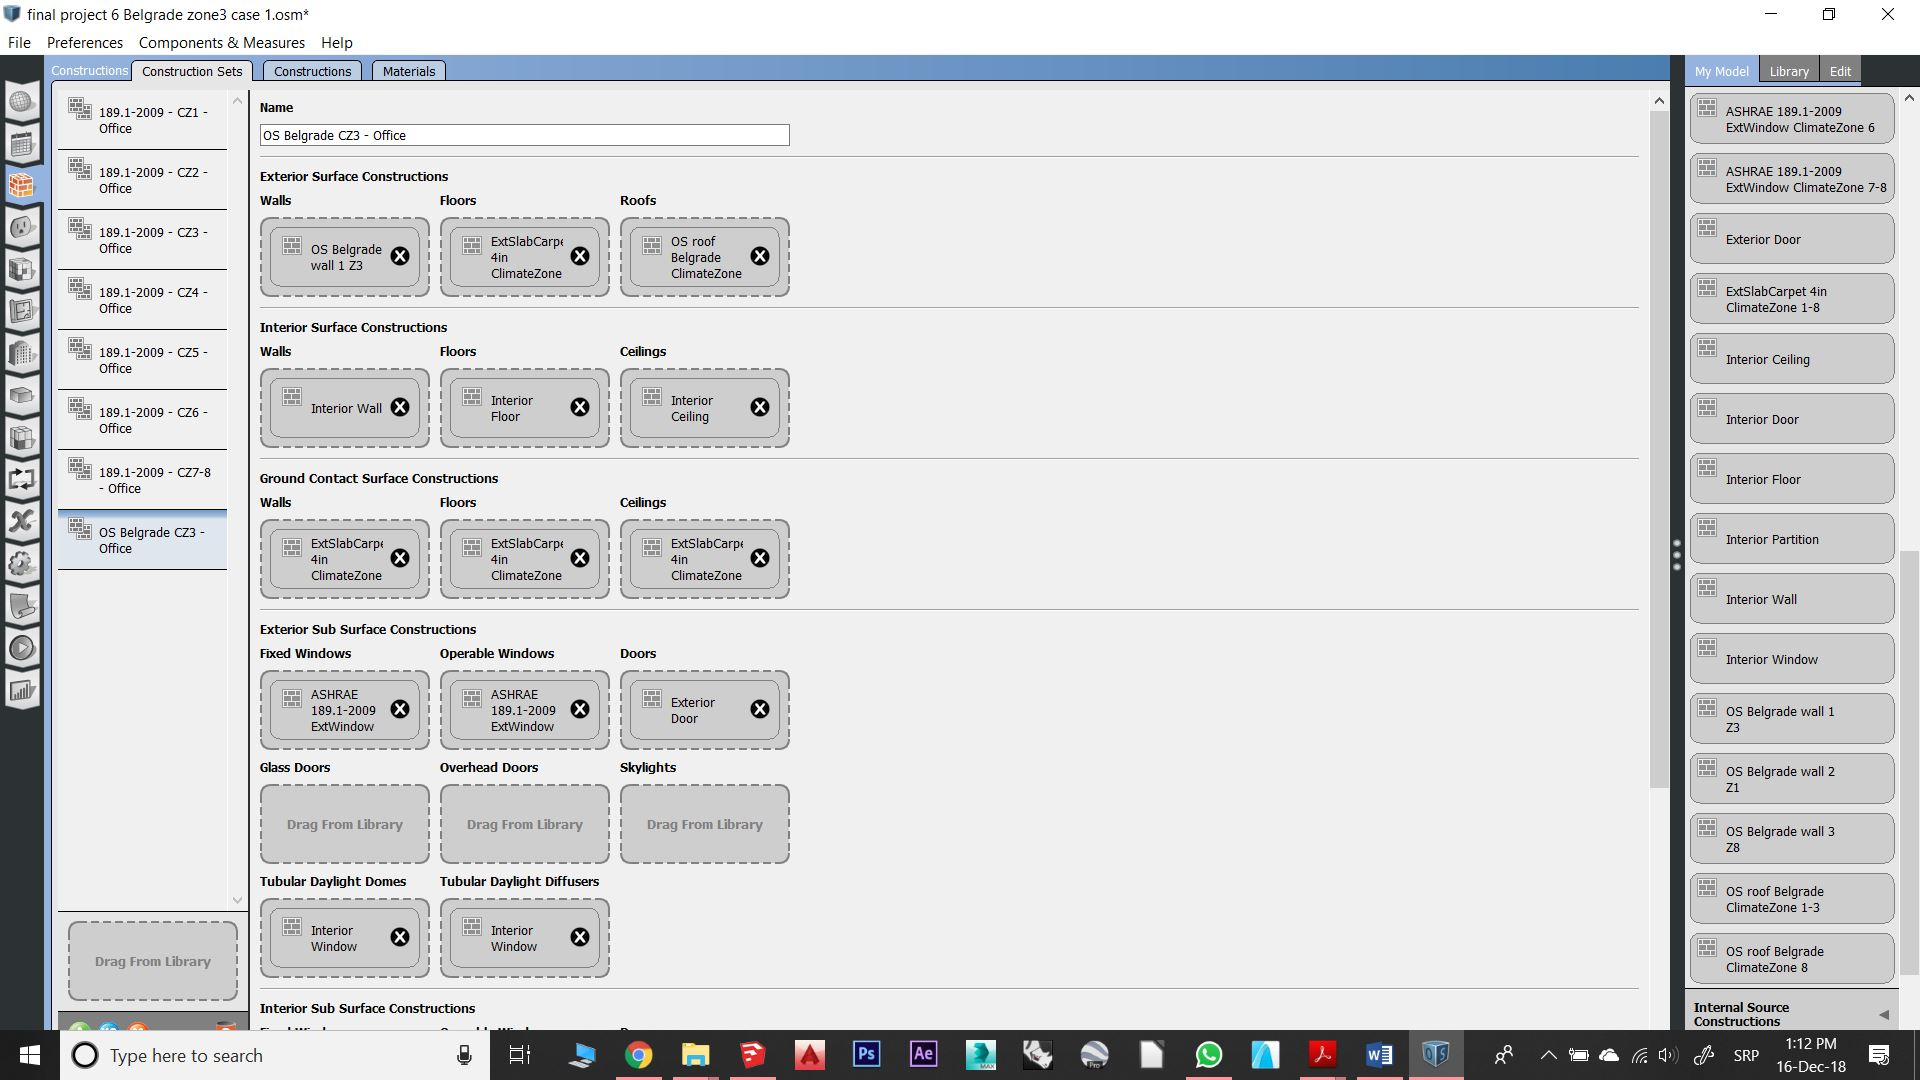 final project 6 Belgrade zone3 case 1.osm*
File Preferences Components & Measures Help
Constructions Construction Sets Constructions Materials
189.1-2009 - CZ1 -
Office
189.1-2009 - CZ2 -
Office
189.1-2009 - CZ3 -
Office
189.1-2009 - CZ4 -
Office
189.1-2009 - CZ5 -
Office
189.1-2009 - CZ6 -
Office
189.1-2009 - CZ7-8
- Office
OS Belgrade CZ3 -
Office
Drag From Library
Name
OS Belgrade CZ3 - Office
Exterior Surface Constructions
Walls Floors Roofs
OS Belgrade
wall 1 Z3
ExtSlabCarpe
4in
ClimateZone
OS roof
Belgrade
ClimateZone
Interior Surface Constructions
Walls Floors Ceilings
Interior Wall
Interior
Floor
Interior
Ceiling
Ground Contact Surface Constructions
Walls Floors Ceilings
ExtSlabCarpe
4in
ClimateZone
ExtSlabCarpe
4in
ClimateZone
ExtSlabCarpe
4in
ClimateZone
Exterior Sub Surface Constructions
Fixed Windows Operable Windows Doors
ASHRAE
189.1-2009
ExtWindow
ASHRAE
189.1-2009
ExtWindow
Exterior
Door
Glass Doors Overhead Doors Skylights
Drag From Library Drag From Library Drag From Library
Tubular Daylight Domes Tubular Daylight Diffusers
Interior
Window
Interior
Window
Interior Sub Surface Constructions
My Model Library Edit
ASHRAE 189.1-2009
ExtWindow ClimateZone 6
ASHRAE 189.1-2009
ExtWindow ClimateZone 7-8
Exterior Door
ExtSlabCarpet 4in
ClimateZone 1-8
Interior Ceiling
Interior Door
Interior Floor
Interior Partition
Interior Wall
Interior Window
OS Belgrade wall 1
Z3
OS Belgrade wall 2
Z1
OS Belgrade wall 3
Z8
OS roof Belgrade
ClimateZone 1-3
OS roof Belgrade
ClimateZone 8
Internal Source
Constructions
Type here to search
Ps
Ae
MAX
Pro
SRP
1:12 PM
16-Dec-18